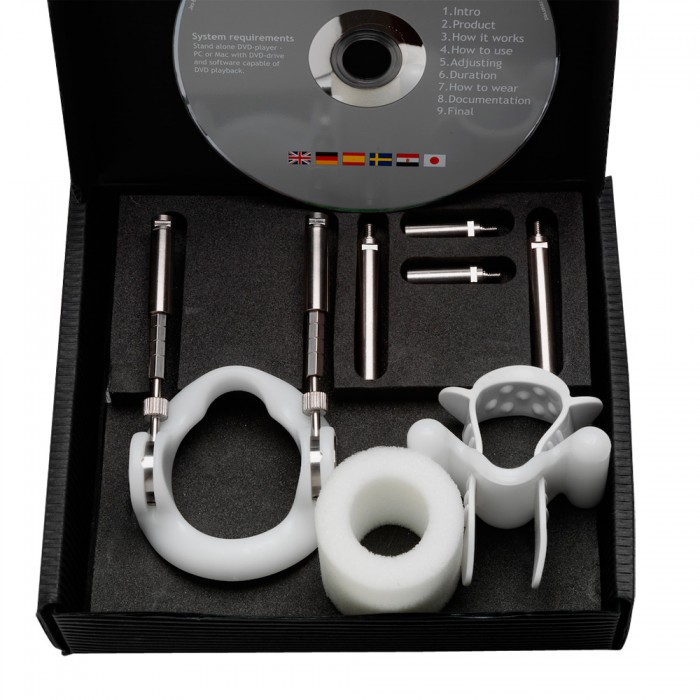 System requirements
Stand alone DVD-player -
PC or Mac with DVD-drive
and software capable of
DVD playback.
1.Intro
2.Product
3.How it works
4.How to use
5.Adjusting
6.Duration
7.How to wear
8.Documentation
9.Final